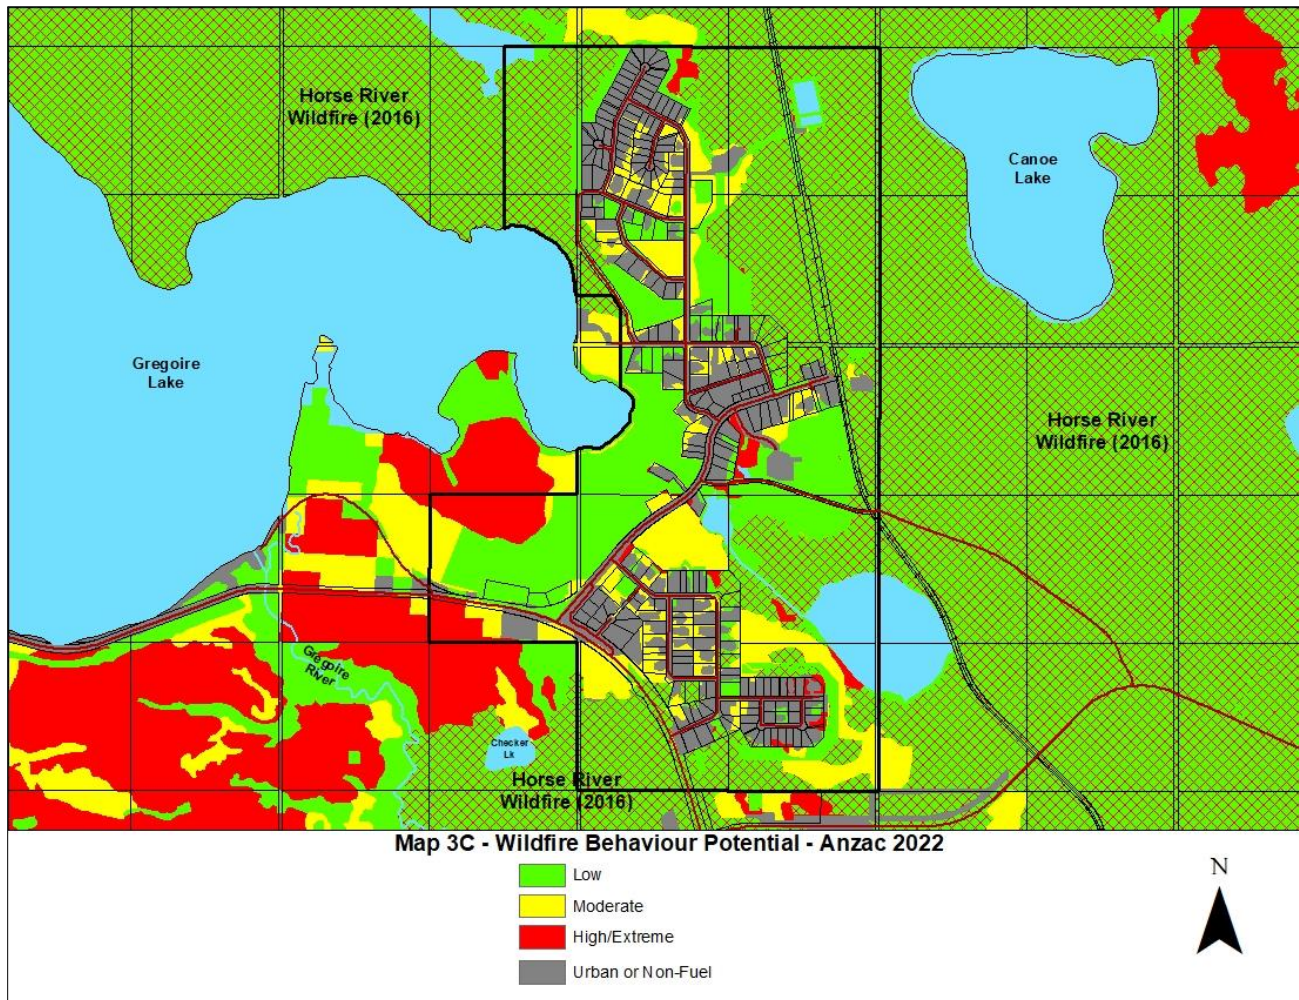 Horse River
Wildfire (2016)
Canoe
Lake
Gregoire
Lake
Horse River
Wildfire (2016)
Gregoire
River
Checker
Lk
Horse River
Wildfire (2016)
Map 3C - Wildfire Behaviour Potential - Anzac 2022
Low
Moderate
High/Extreme
Urban or Non-Fuel
N